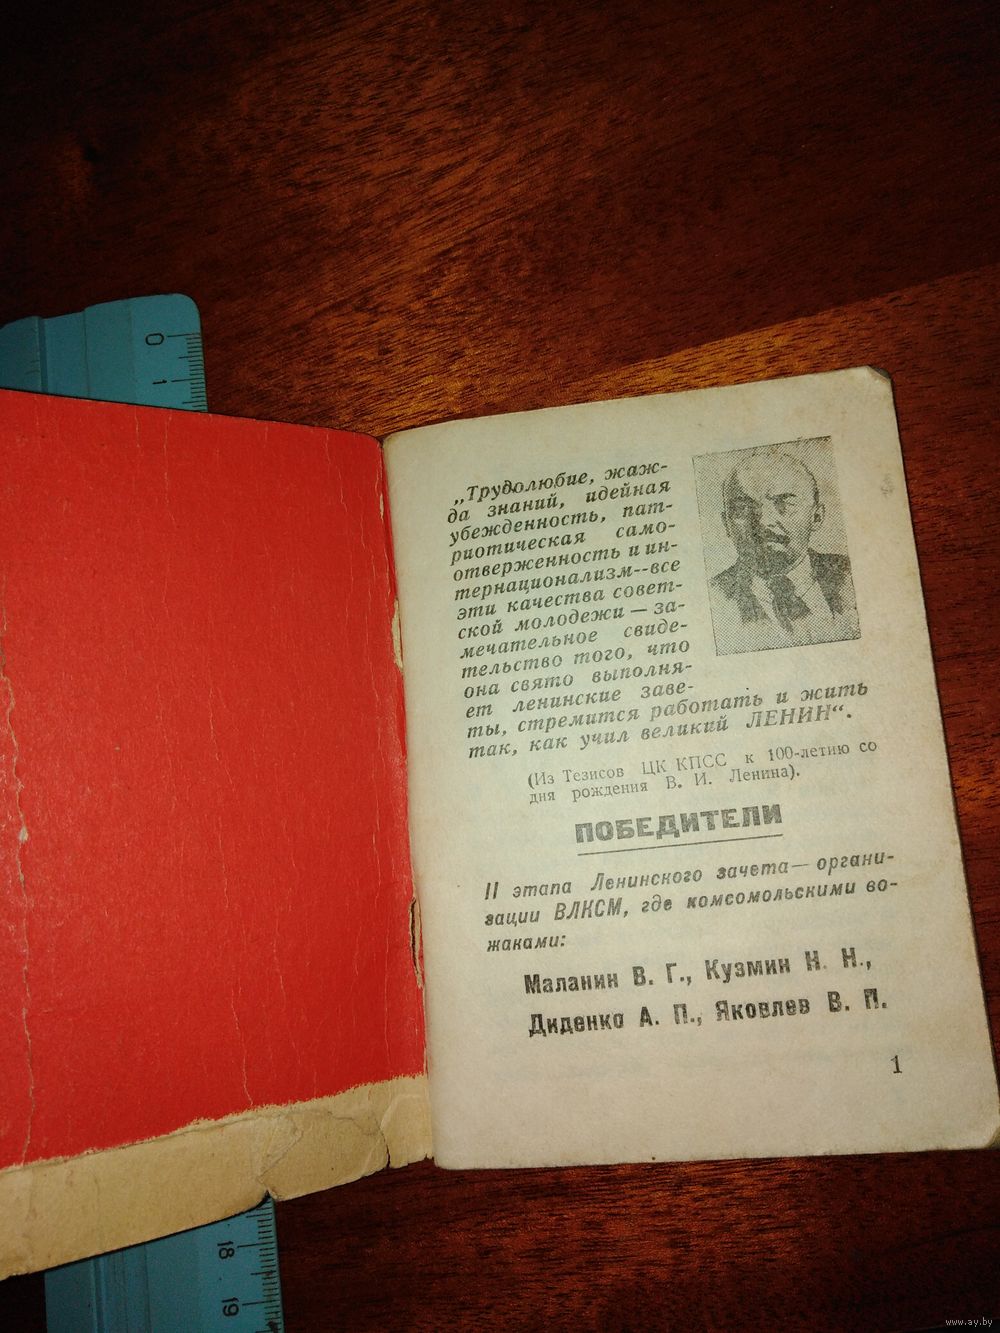 „Трудолюбие, жаж-
да знаний, идейная
убежденность, пат-
риотическая само-
отверженность и ин-
тернационализм--все
эти качества совет-
ской молодежи — за-
мечательное свиде-
тельство того, что
она свято выполня-
ет ленинские заве-
ты, стремится работать и жить
так, как учил великий ЛЕНИН“.
(Из Тезисов ЦК КПСС к 100-летию со
дня рождения В. И. Ленина).
ПОБЕДИТЕЛИ
II этапа Ленинского зачета — органи-
зации ВЛКСМ, где комсомольскими во-
жаками:
Маланин В. Г., Кузмин Н. Н.,
Диденко А. П., Яковлев В. П.
1
0
1
18
19
www.ay.by